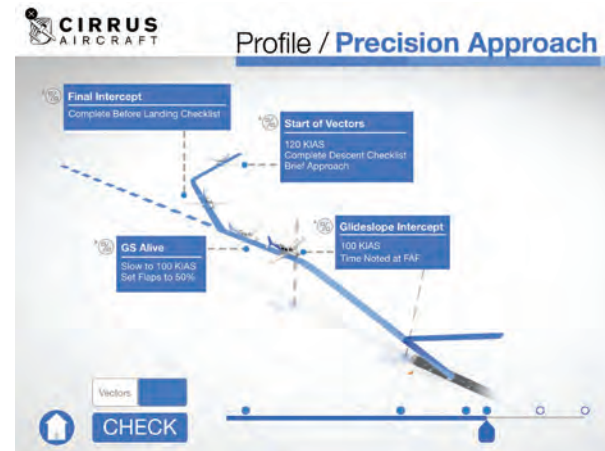 CIRRUS
AIRCRAFT
Profile / Precision Approach
Final Intercept
Complete Before Landing Checklist
Start of Vectors
120 KIAS
Complete Descent Checklist
Brief Approach
GS Alive
Slow to 100 KIAS
Set Flaps to 50%
Glideslope Intercept
100 KIAS
Time Noted at FAF
Vectors
CHECK